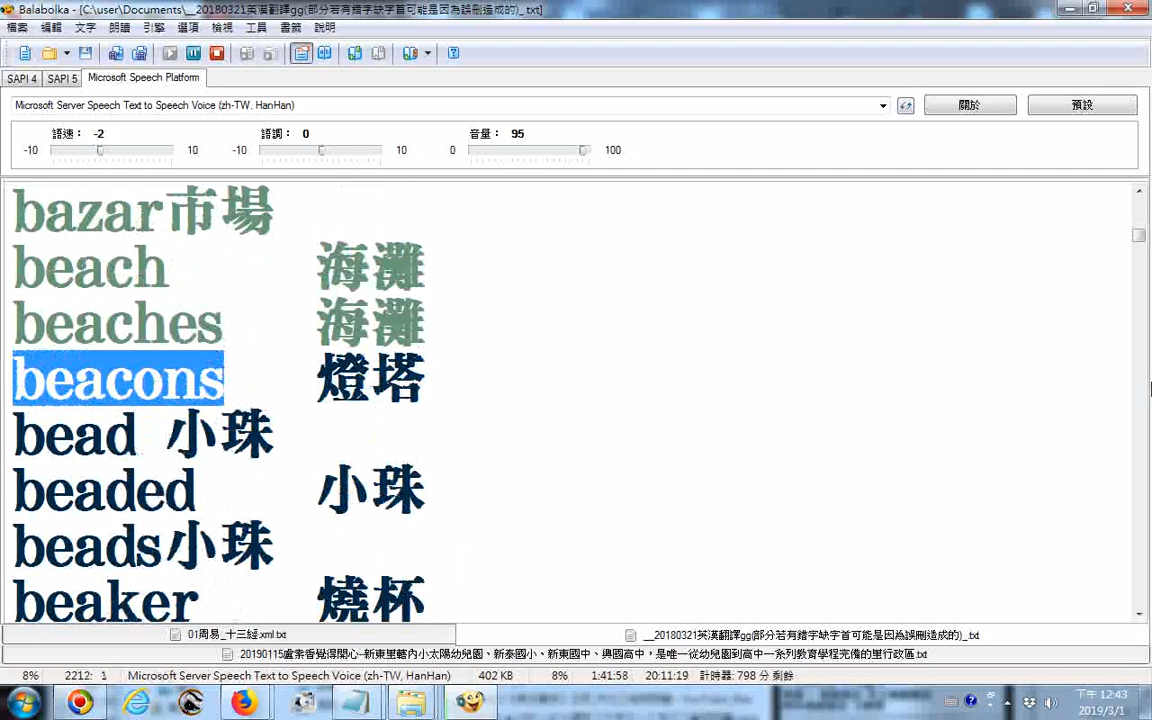 Balabolka - [C:\user\Documents\__20180321英漢翻譯gg(部分若有錯字缺字首可能是因為誤刪造成的)_.txt]
檔案 編輯 文字 朗讀 引擎 選項 檢視 工具 書籤 說明
SAPI 4 SAPI 5 Microsoft Speech Platform
Microsoft Server Speech Text to Speech Voice (zh-TW, HanHan) 關於 預設
語速： -2 語調： 0 音量： 95
-10 10 -10 10 0 100
bazar市場
beach 海灘
beaches 海灘
beacons 燈塔
bead 小珠
beaded 小珠
beads小珠
beaker 燒杯
01周易_十三經.xml.txt __20180321英漢翻譯gg(部分若有錯字缺字首可能是因為誤刪造成的)_.txt
20190115盧素香覺得開心--新東里轄內小太陽幼兒園、新泰國小、新東國中、興國高中，是唯一從幼兒園到高中一系列教育學程完備的里行政區.txt
8% 2212: 1 Microsoft Server Speech Text to Speech Voice (zh-TW, HanHan) 402 KB 8% 1:41:58 20:11:19 計時器: 798 分 剩餘
下午 12:43
2019/3/1